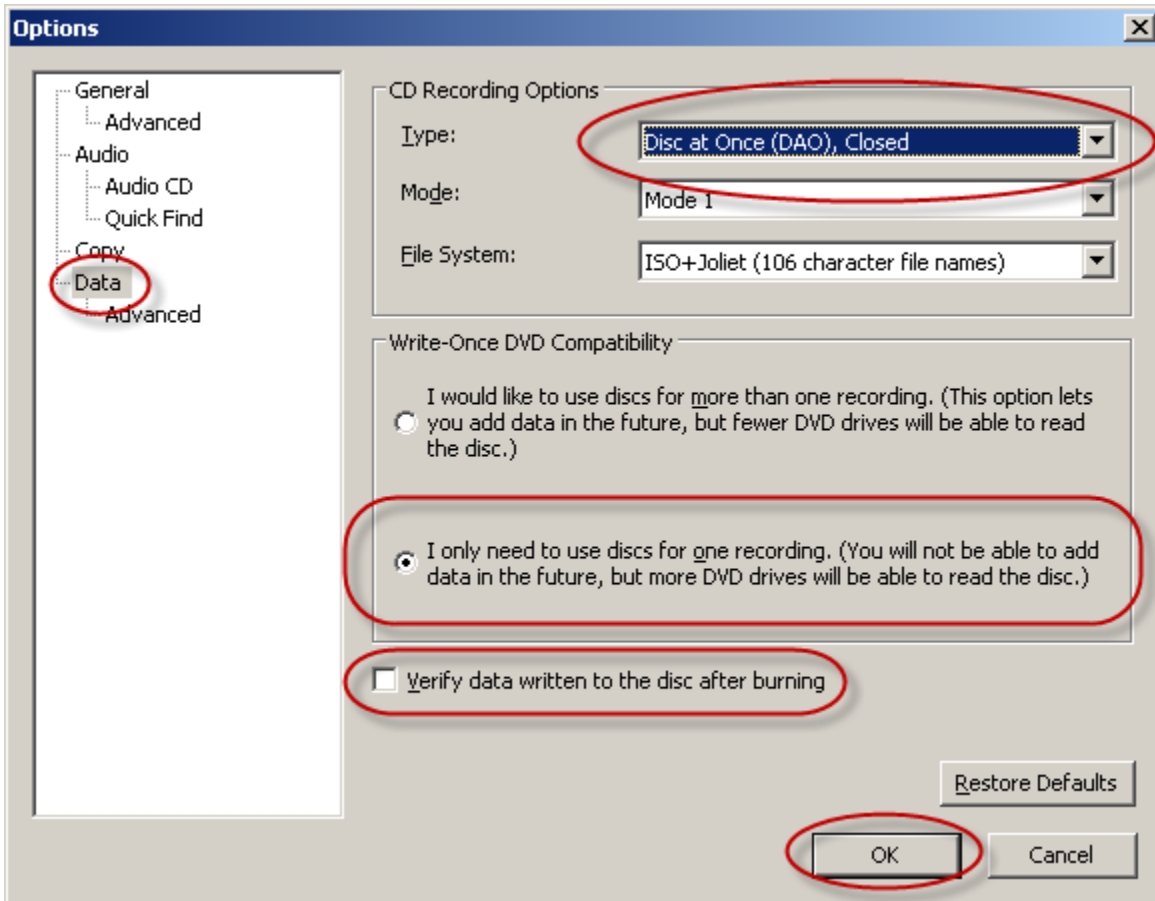 Options
General
Advanced
Audio
Audio CD
Quick Find
Copy
Data
Advanced
CD Recording Options
Type:
Disc at Once (DAO), Closed
Mode:
Mode 1
File System:
ISO+Joliet (106 character file names)
Write-Once DVD Compatibility
I would like to use discs for more than one recording. (This option lets
you add data in the future, but fewer DVD drives will be able to read
the disc.)
I only need to use discs for one recording. (You will not be able to add
data in the future, but more DVD drives will be able to read the disc.)
Verify data written to the disc after burning
Restore Defaults
OK
Cancel